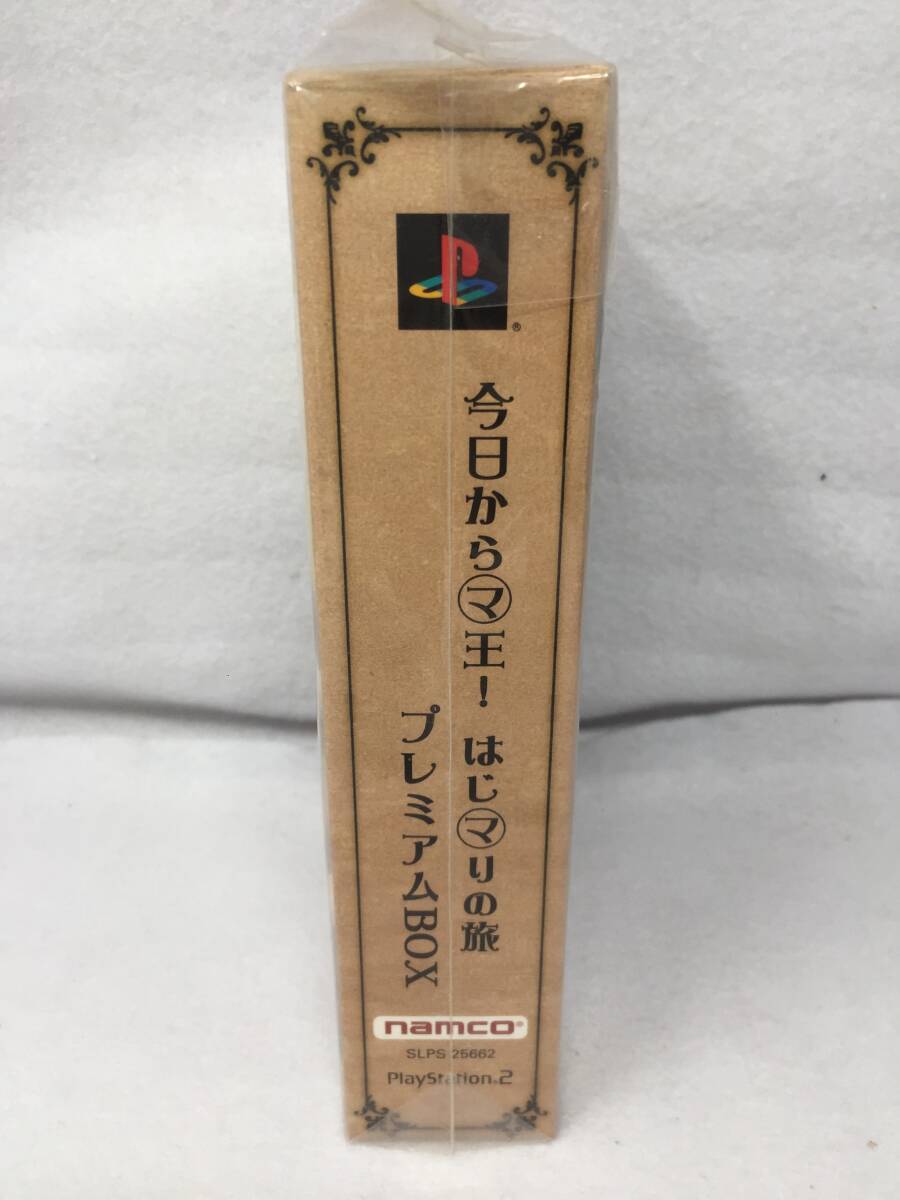 今日から㋮王! はじ㋮りの旅
プレミアムBOX
namco®
SLPS 25662
PlayStation®2